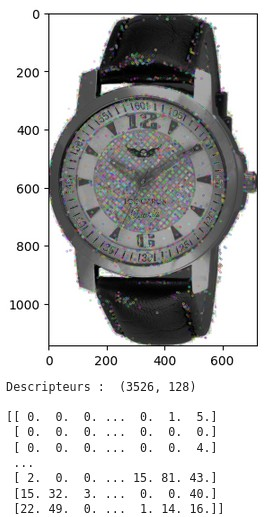 0
200
400
600
800
1000
12
0 200 400 600
Descripteurs :  (3526, 128)
[[ 0.  0.  0. ...  0.  1.  5.]
[ 0.  0.  0. ...  0.  0.  0.]
[ 0.  0.  0. ...  0.  0.  4.]
...
[ 2.  0.  0. ... 15. 81. 43.]
[15. 32.  3. ...  0.  0. 40.]
[22. 49.  0. ...  1. 14. 16.]]